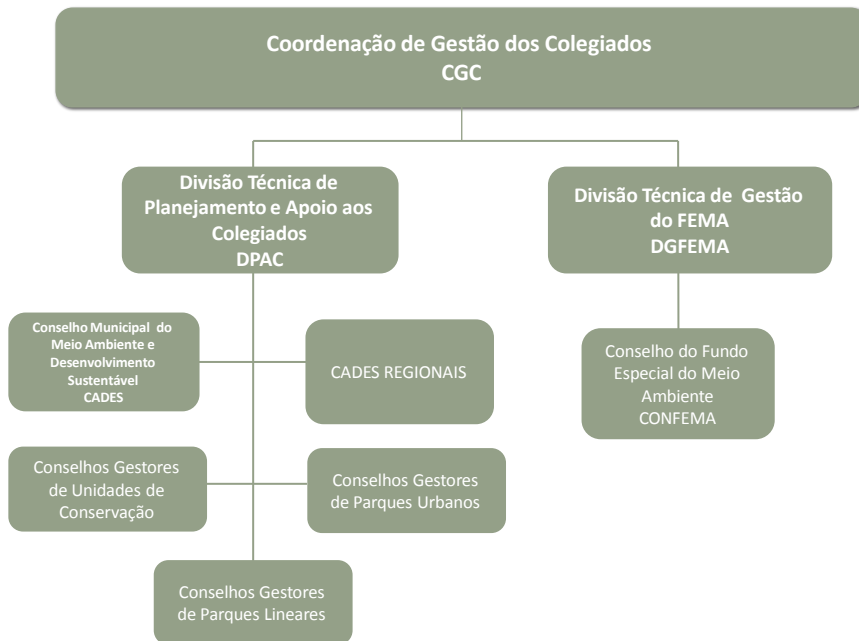 Coordenação de Gestão dos Colegiados
CGC
Divisão Técnica de
Planejamento e Apoio aos
Colegiados
DPAC
Divisão Técnica de Gestão
do FEMA
DGFEMA
Conselho Municipal do
Meio Ambiente e
Desenvolvimento
Sustentável
CADES
CADES REGIONAIS
Conselho do Fundo
Especial do Meio
Ambiente
CONFEMA
Conselhos Gestores
de Unidades de
Conservação
Conselhos Gestores
de Parques Urbanos
Conselhos Gestores
de Parques Lineares